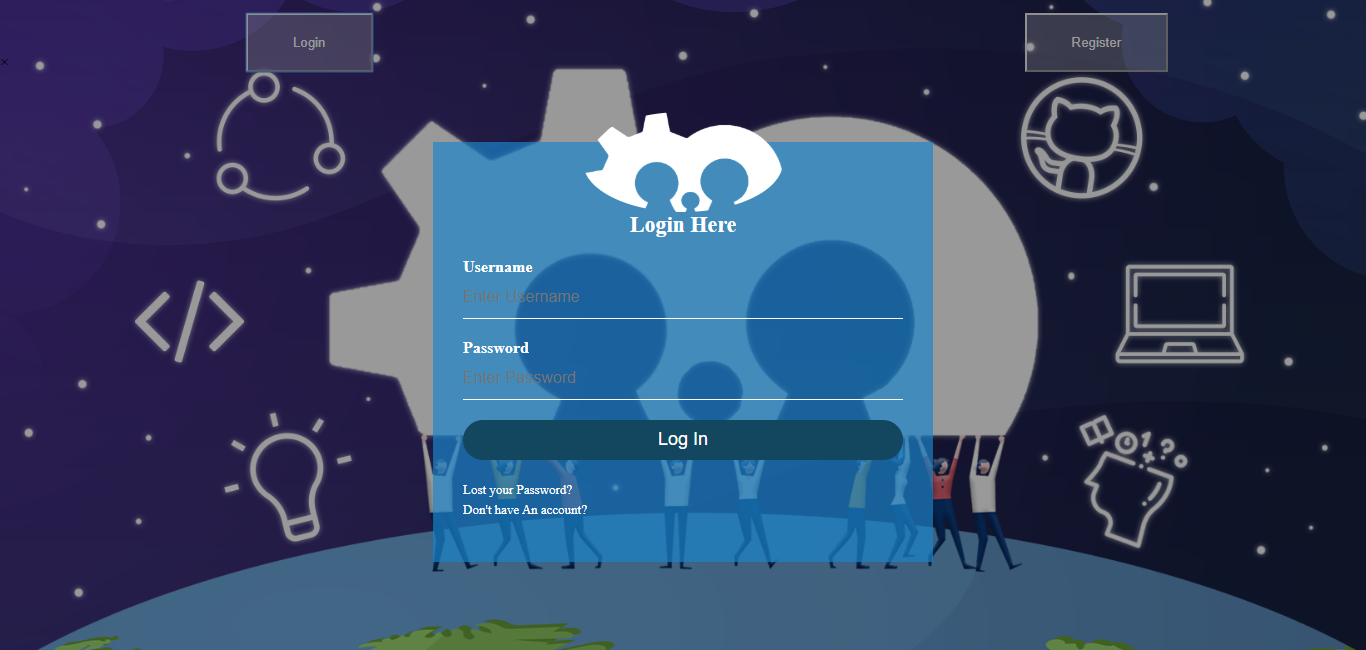 Login
Register
×
Login Here
Username
Enter Username
Password
Enter Password
Log In
Lost your Password?
Don't have An account?